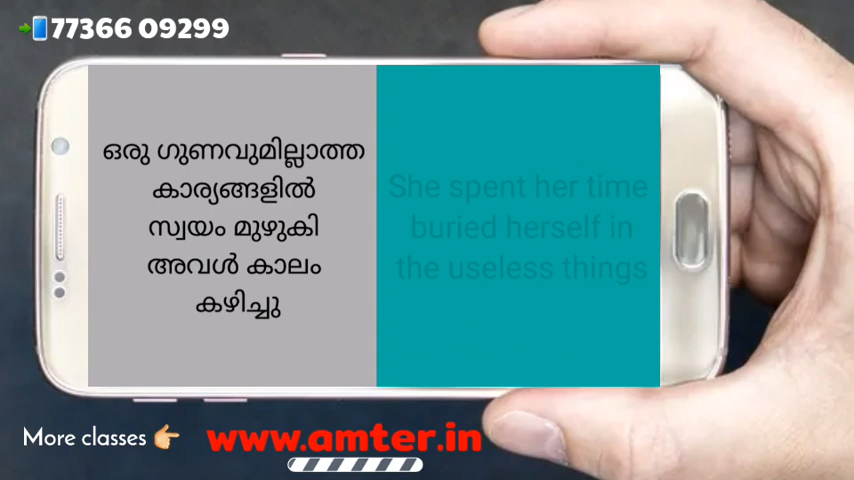 77366 09299
ഒരു ഗുണവുമില്ലാത്ത
കാര്യങ്ങളിൽ
സ്വയം മുഴുകി
അവൾ കാലം
കഴിച്ചു
She spent her time
buried herself in
the useless things
More classes
www.amter.in